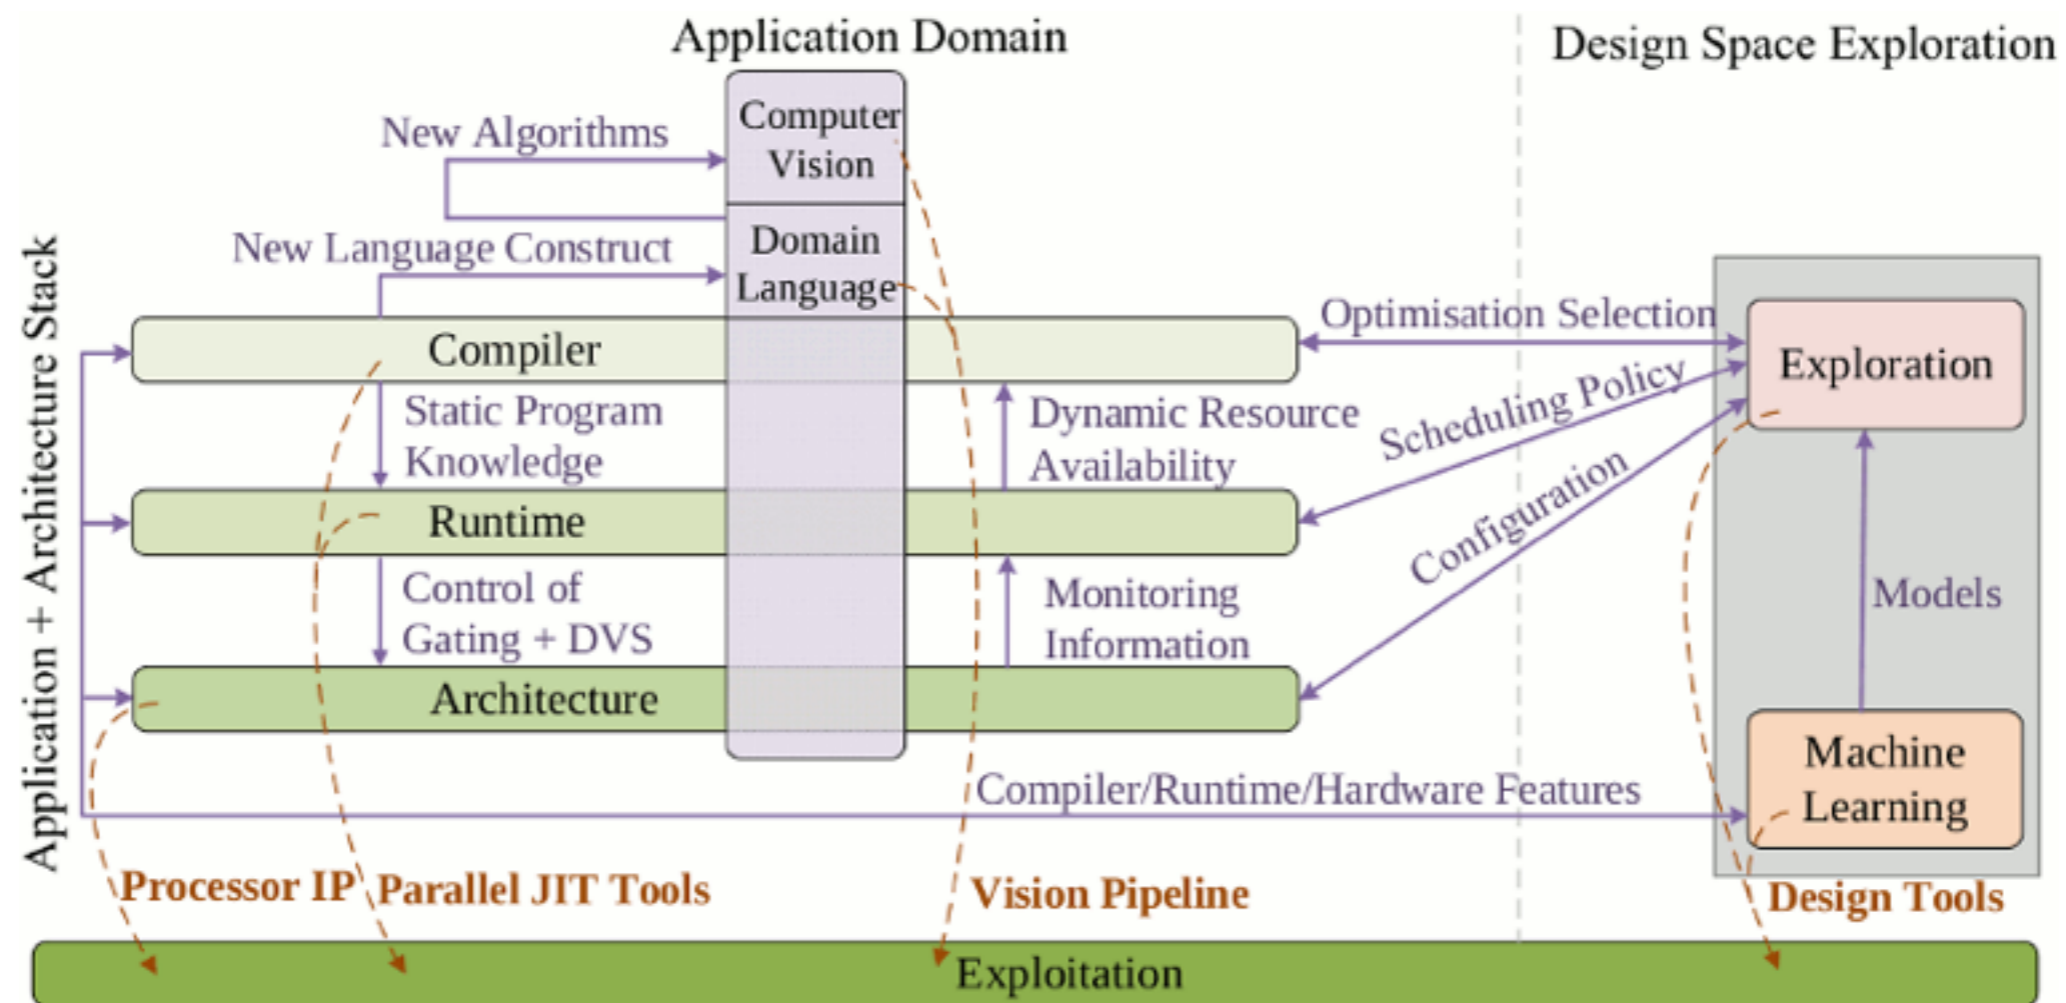 Application Domain
Design Space Exploration
Computer
Vision
New Algorithms
Domain
Language
New Language Construct
Application + Architecture Stack
Compiler
Optimisation Selection
Exploration
Static Program
Knowledge
Dynamic Resource
Availability
Scheduling Policy
Runtime
Configuration
Control of
Gating + DVS
Monitoring
Information
Models
Architecture
Machine
Learning
Compiler/Runtime/Hardware Features
Processor IP
Parallel JIT Tools
Vision Pipeline
Design Tools
Exploitation